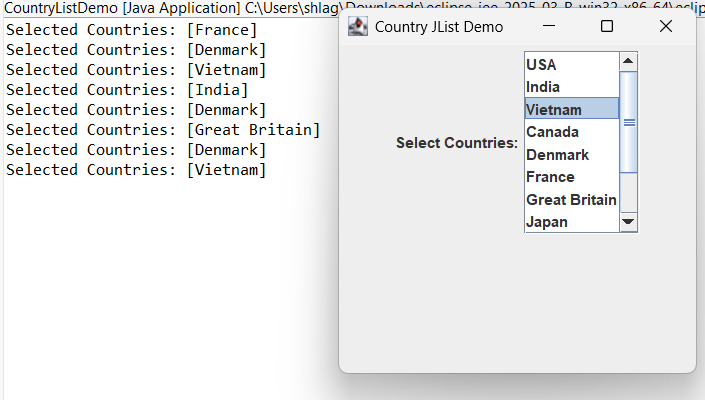 CountryListDemo [Java Application] C:\Users\shlag\Downloads\eclipse-jee-2025-03-R-win32-x86_64\eclip
Selected Countries: [France]
Selected Countries: [Denmark]
Selected Countries: [Vietnam]
Selected Countries: [India]
Selected Countries: [Denmark]
Selected Countries: [Great Britain]
Selected Countries: [Denmark]
Selected Countries: [Vietnam]
Country JList Demo
Select Countries:
USA
India
Vietnam
Canada
Denmark
France
Great Britain
Japan